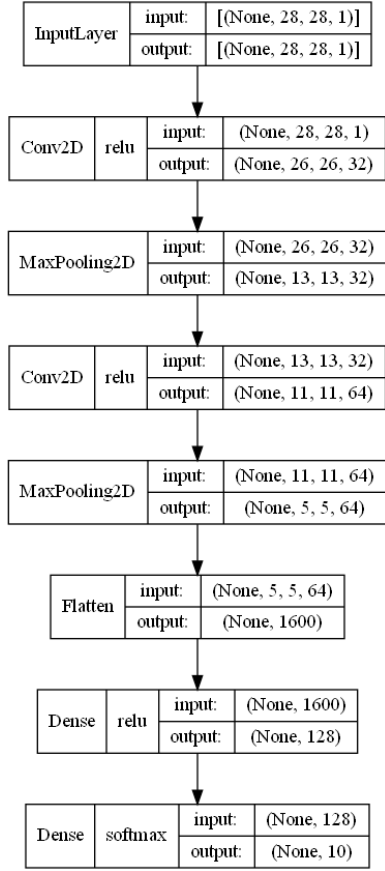 InputLayer input: [(None, 28, 28, 1)]
output: [(None, 28, 28, 1)]
Conv2D relu input: (None, 28, 28, 1)
output: (None, 26, 26, 32)
MaxPooling2D input: (None, 26, 26, 32)
output: (None, 13, 13, 32)
Conv2D relu input: (None, 13, 13, 32)
output: (None, 11, 11, 64)
MaxPooling2D input: (None, 11, 11, 64)
output: (None, 5, 5, 64)
Flatten input: (None, 5, 5, 64)
output: (None, 1600)
Dense relu input: (None, 1600)
output: (None, 128)
Dense softmax input: (None, 128)
output: (None, 10)